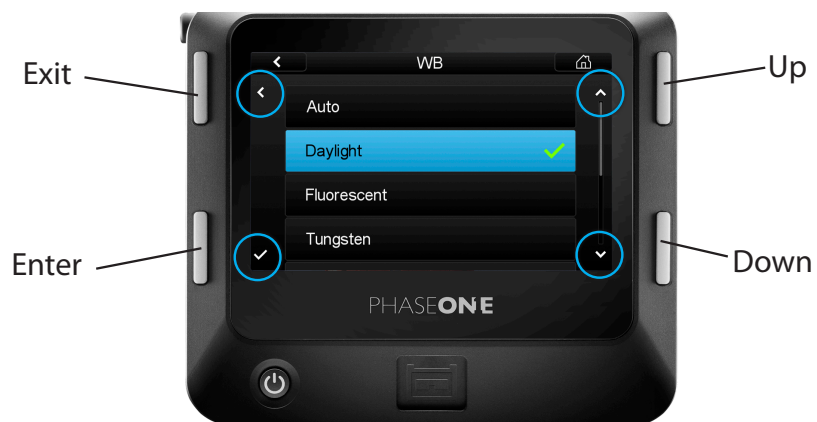 WB
Exit
Up
Auto
Daylight
Fluorescent
Tungsten
Enter
Down
PHASEONE